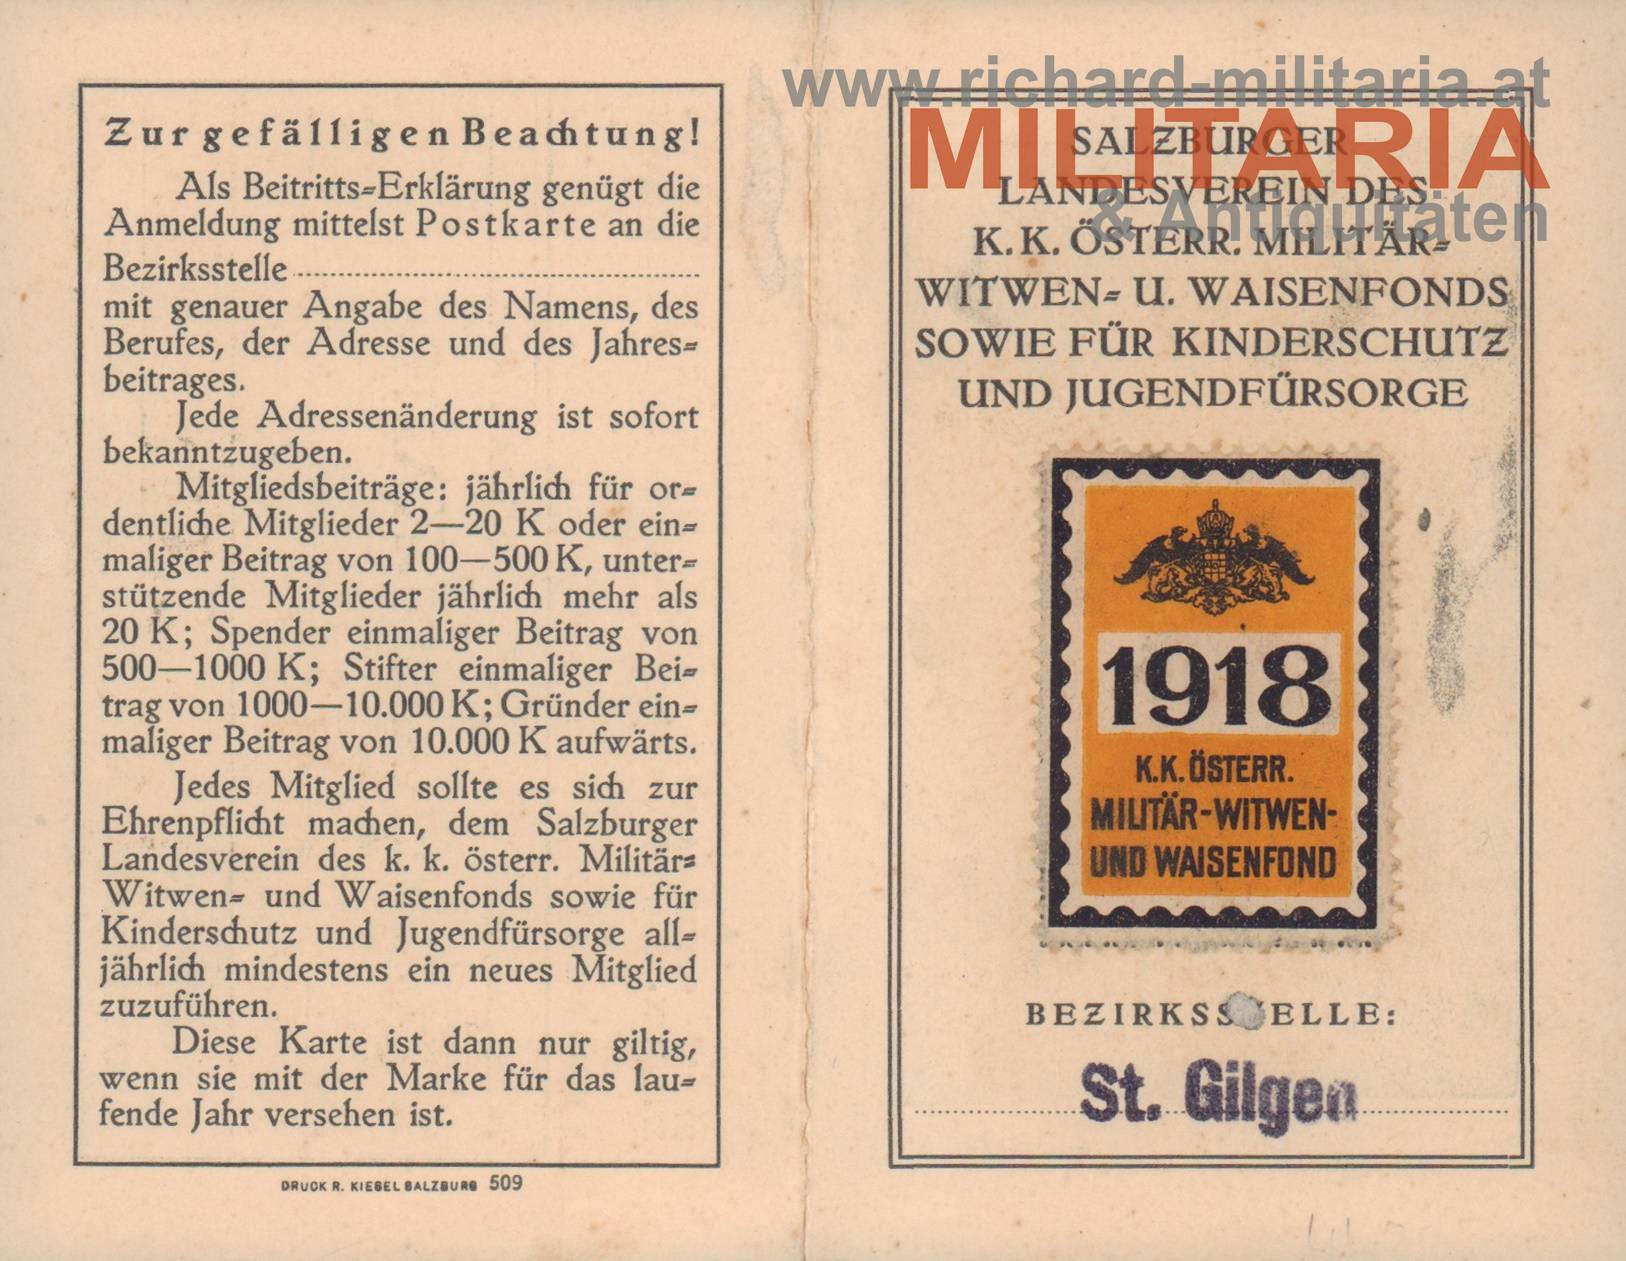 Zur gefälligen Beachtung!
Als Beitritts-Erklärung genügt die
Anmeldung mittelst Postkarte an die
Bezirksstelle
mit genauer Angabe des Namens, des
Berufes, der Adresse und des Jahres-
beitrages.
Jede Adressenänderung ist sofort
bekanntzugeben.
Mitgliedsbeiträge: jährlich für or-
dentliche Mitglieder 2—20 K oder ein-
maliger Beitrag von 100—500 K, unter-
stützende Mitglieder jährlich mehr als
20 K; Spender einmaliger Beitrag von
500—1000 K; Stifter einmaliger Bei-
trag von 1000—10.000 K; Gründer ein-
maliger Beitrag von 10.000 K aufwärts.
Jedes Mitglied sollte es sich zur
Ehrenpflicht machen, dem Salzburger
Landesverein des k. k. österr. Militär-
Witwen- und Waisenfonds sowie für
Kinderschutz und Jugendfürsorge all-
jährlich mindestens ein neues Mitglied
zuzuführen.
Diese Karte ist dann nur giltig,
wenn sie mit der Marke für das lau-
fende Jahr versehen ist.
DRUCK R. KIESEL SALZBURG 509
www.richard-militaria.at
MILITARIA
& Antiquitäten
SALZBURGER
LANDESVEREIN DES
K. K. ÖSTERR. MILITÄR-
WITWEN- U. WAISENFONDS
SOWIE FÜR KINDERSCHUTZ
UND JUGENDFÜRSORGE
1918
K.K. ÖSTERR.
MILITÄR-WITWEN-
UND WAISENFOND
BEZIRKSSTELLE:
St. Gilgen